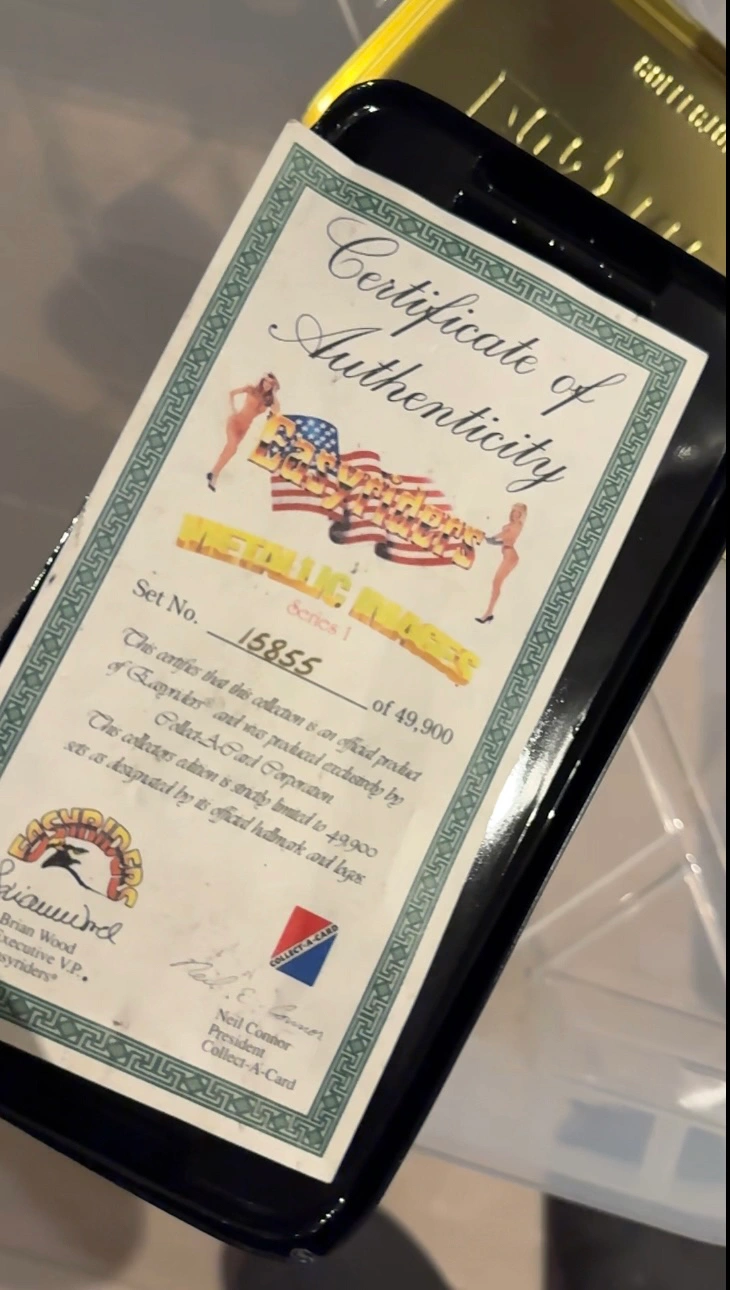 Certificate of
Authenticity
Easyriders
METALLIC IMAGES
Series 1
Set No. 15855 of 49,900
This certifies that this collection is an official product
of Easyriders® and was produced exclusively by
Collect-A-Card Corporation.
This collectors edition is strictly limited to 49,900
sets as designated by its official hallmark and logos.
EASYRIDERS
Brian Wood
Executive V.P.
syriders®
COLLECT-A-CARD
Neil E. Connor
Neil Connor
President
Collect-A-Card